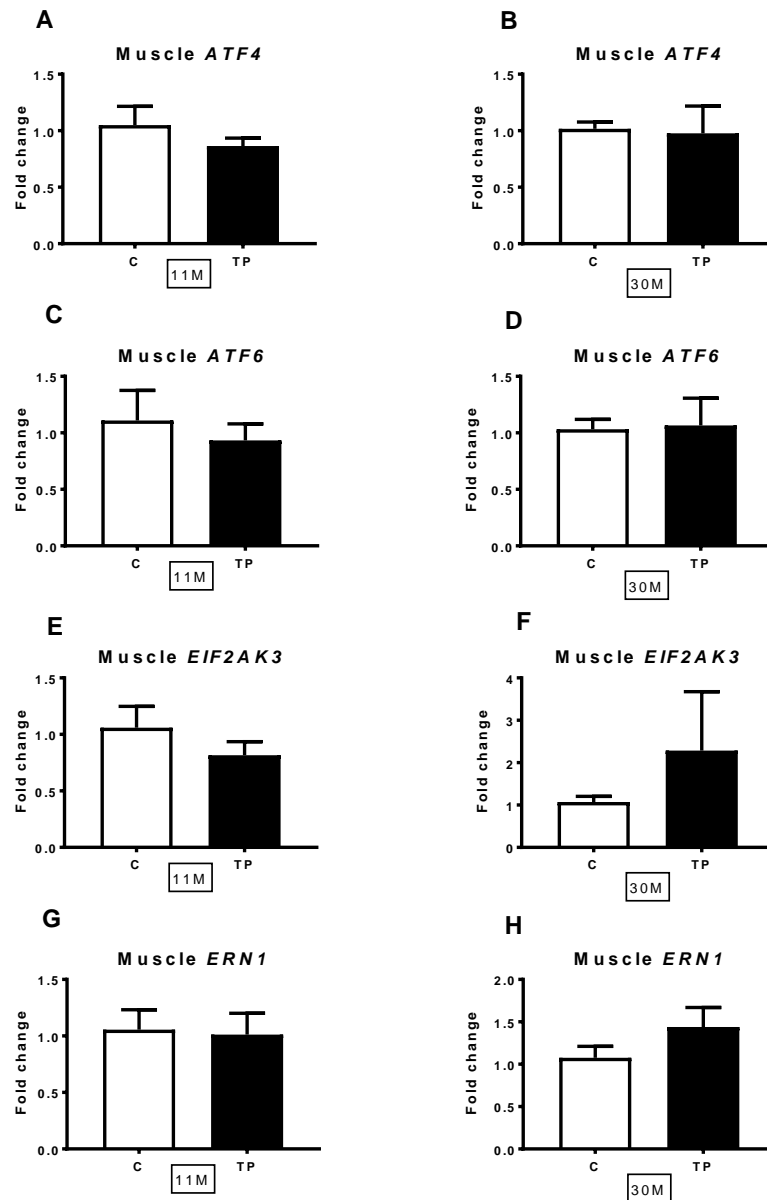 A
Muscle ATF4
Fold change
1.5
1.0
0.5
0.0
C TP
11M
B
Muscle ATF4
Fold change
1.5
1.0
0.5
0.0
C TP
30M
C
Muscle ATF6
Fold change
1.5
1.0
0.5
0.0
C TP
11M
D
Muscle ATF6
Fold change
1.5
1.0
0.5
0.0
C TP
30M
E
Muscle EIF2AK3
Fold change
1.5
1.0
0.5
0.0
C TP
11M
F
Muscle EIF2AK3
Fold change
4
3
2
1
0
C TP
30M
G
Muscle ERN1
Fold change
1.5
1.0
0.5
0.0
C TP
11M
H
Muscle ERN1
Fold change
2.0
1.5
1.0
0.5
0.0
C TP
30M